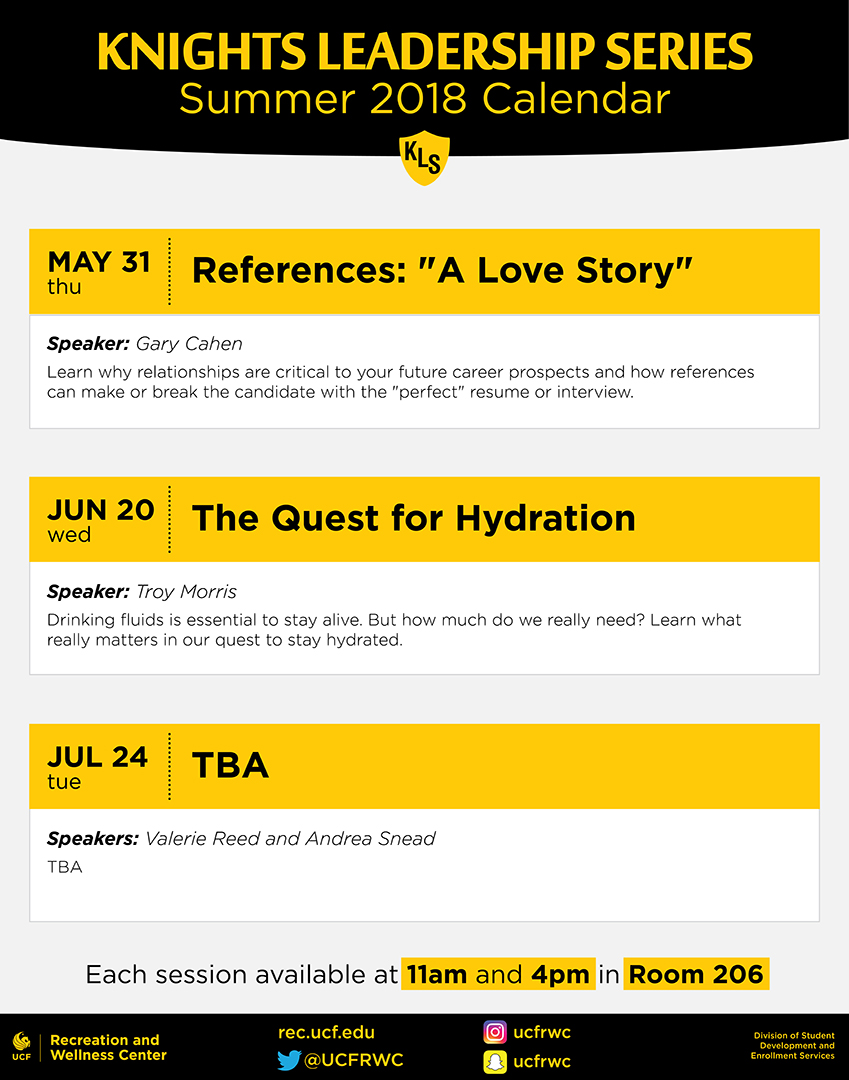 KNIGHTS LEADERSHIP SERIES
Summer 2018 Calendar
KLS
MAY 31
thu
References: "A Love Story"
Speaker: Gary Cahen
Learn why relationships are critical to your future career prospects and how references
can make or break the candidate with the "perfect" resume or interview.
JUN 20
wed
The Quest for Hydration
Speaker: Troy Morris
Drinking fluids is essential to stay alive. But how much do we really need? Learn what
really matters in our quest to stay hydrated.
JUL 24
tue
TBA
Speakers: Valerie Reed and Andrea Snead
TBA
Each session available at 11am and 4pm in Room 206
UCF
Recreation and
Wellness Center
rec.ucf.edu
@UCFRWC
ucfrwc
ucfrwc
Division of Student
Development and
Enrollment Services